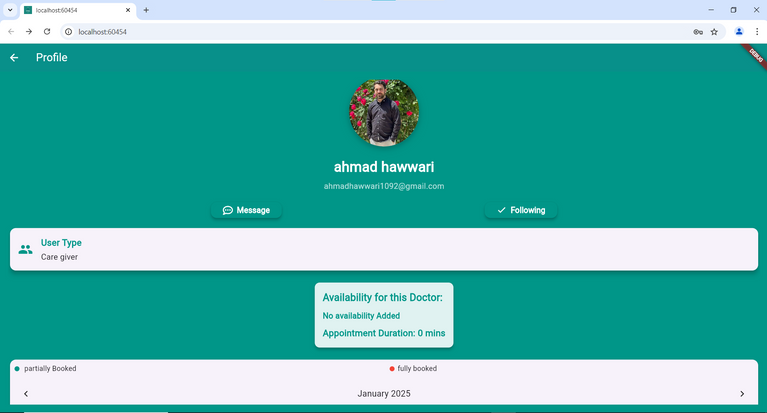 localhost:60454
localhost:60454
Profile
DEBUG
ahmad hawwari
ahmadhawwari1092@gmail.com
Message
Following
User Type
Care giver
Availability for this Doctor:
No availability Added
Appointment Duration: 0 mins
partially Booked
fully booked
January 2025